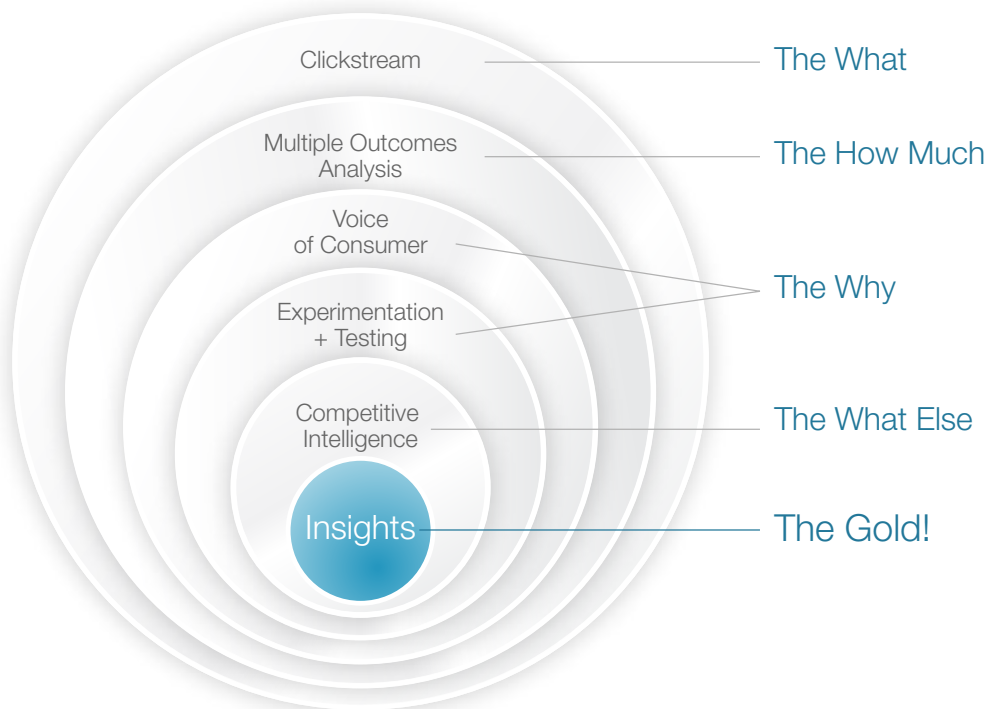 Clickstream
The What
Multiple Outcomes
Analysis
The How Much
Voice
of Consumer
The Why
Experimentation
+ Testing
Competitive
Intelligence
The What Else
Insights
The Gold!